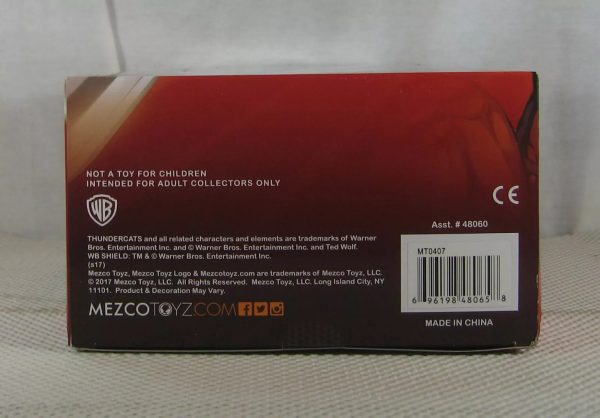 NOT A TOY FOR CHILDREN
INTENDED FOR ADULT COLLECTORS ONLY
WB
THUNDERCATS and all related characters and elements are trademarks of Warner
Bros. Entertainment Inc. and © Warner Bros. Entertainment Inc. and Ted Wolf.
WB SHIELD: TM & © Warner Bros. Entertainment Inc.
(s17)
Mezco Toyz, Mezco Toyz Logo & Mezcotoyz.com are trademarks of Mezco Toyz, LLC.
© 2017 Mezco Toyz, LLC. All Rights Reserved. Mezco Toyz, LLC. Long Island City, NY
11101. Product & Decoration May Vary.
MEZCOTOYZ.COM
CE
Asst. # 48060
MT0407
6 96198 48065 8
MADE IN CHINA